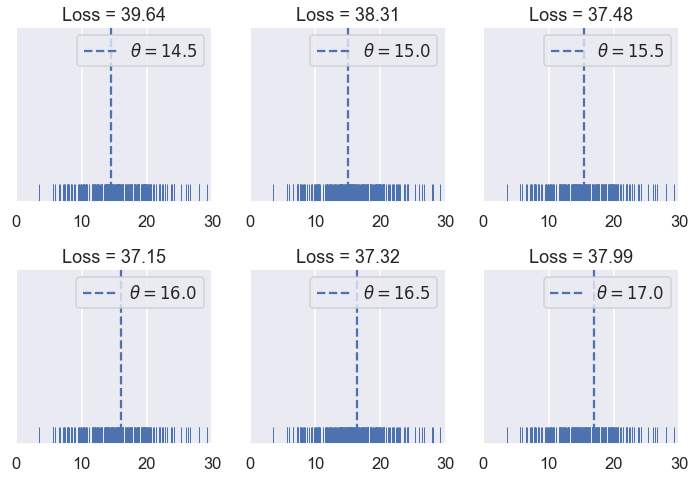 Loss = 39.64
θ = 14.5
0 10 20 30
Loss = 38.31
θ = 15.0
0 10 20 30
Loss = 37.48
θ = 15.5
0 10 20 30
Loss = 37.15
θ = 16.0
0 10 20 30
Loss = 37.32
θ = 16.5
0 10 20 30
Loss = 37.99
θ = 17.0
0 10 20 30